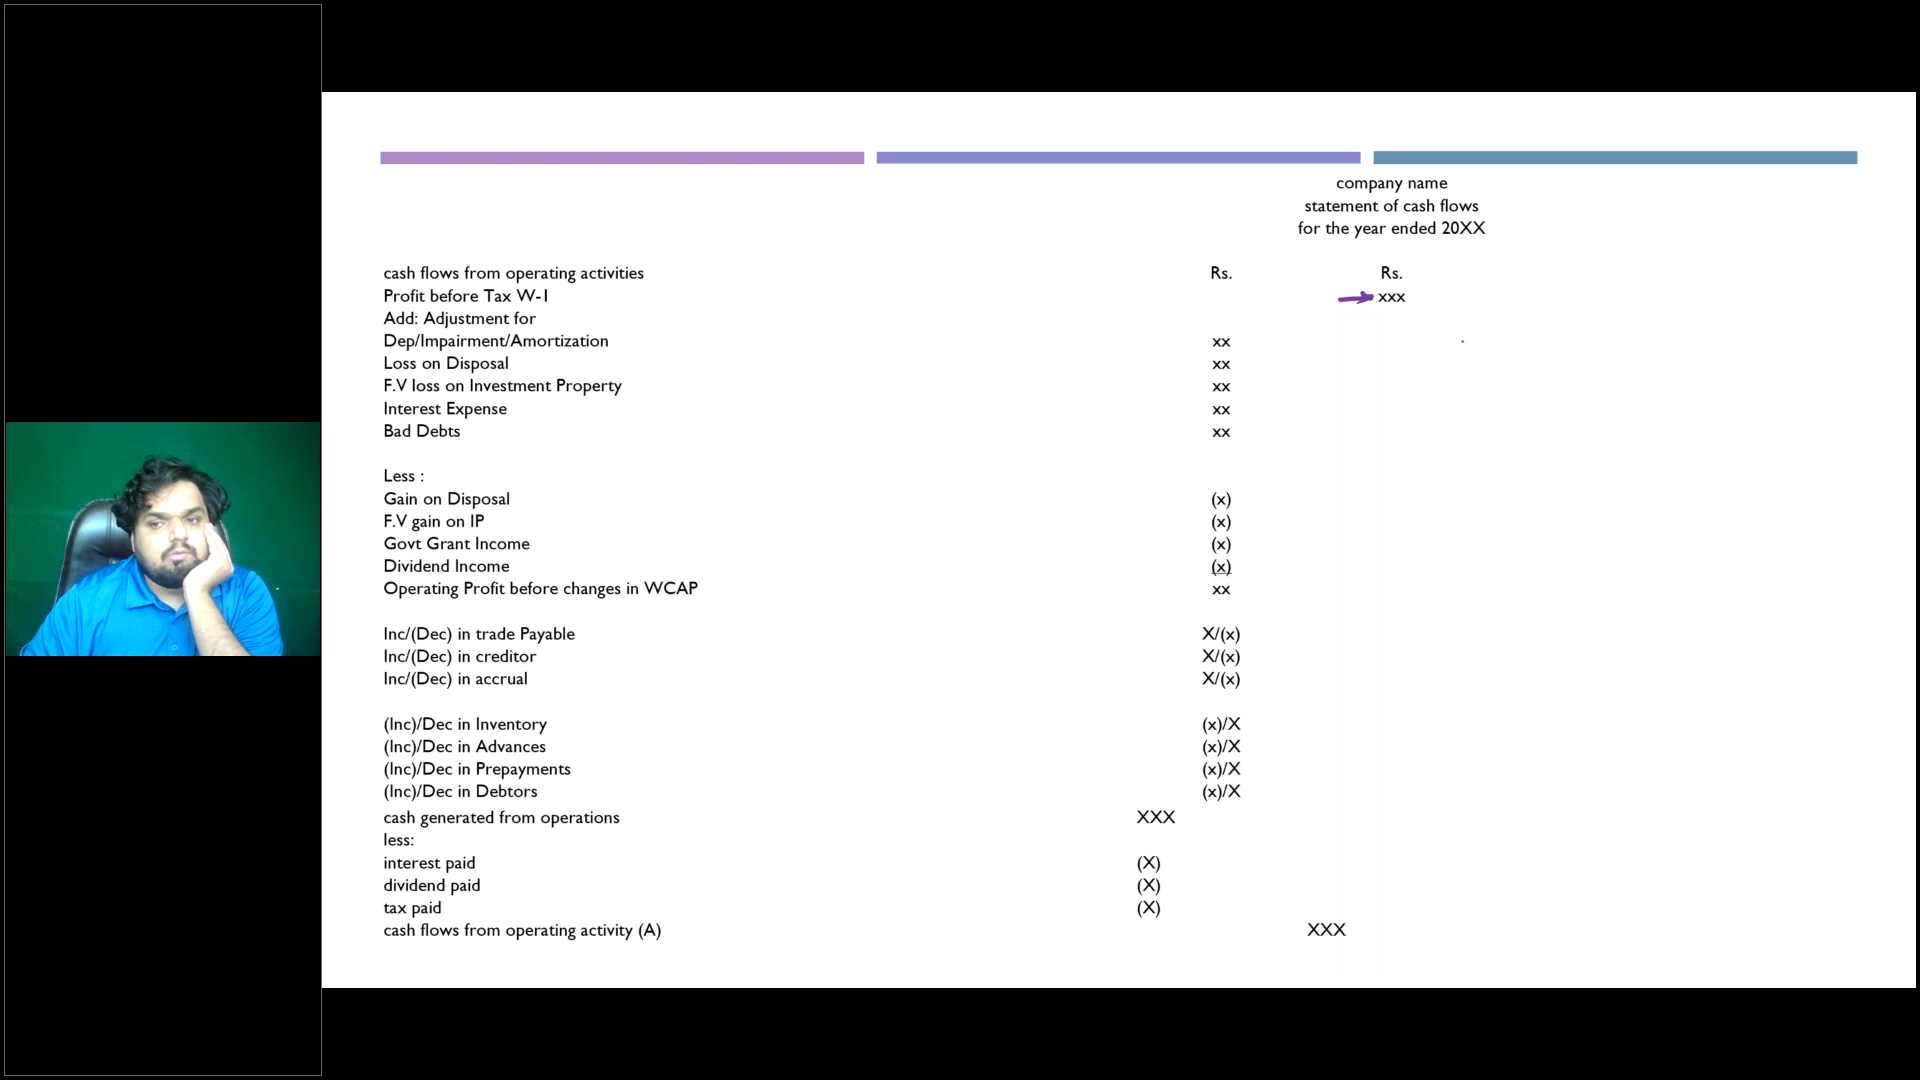 company name
statement of cash flows
for the year ended 20XX
cash flows from operating activities Rs. Rs.
Profit before Tax W-1 xxx
Add: Adjustment for
Dep/Impairment/Amortization xx
Loss on Disposal xx
F.V loss on Investment Property xx
Interest Expense xx
Bad Debts xx
Less :
Gain on Disposal (x)
F.V gain on IP (x)
Govt Grant Income (x)
Dividend Income (x)
Operating Profit before changes in WCAP xx
Inc/(Dec) in trade Payable X/(x)
Inc/(Dec) in creditor X/(x)
Inc/(Dec) in accrual X/(x)
(Inc)/Dec in Inventory (x)/X
(Inc)/Dec in Advances (x)/X
(Inc)/Dec in Prepayments (x)/X
(Inc)/Dec in Debtors (x)/X
cash generated from operations XXX
less:
interest paid (X)
dividend paid (X)
tax paid (X)
cash flows from operating activity (A) XXX